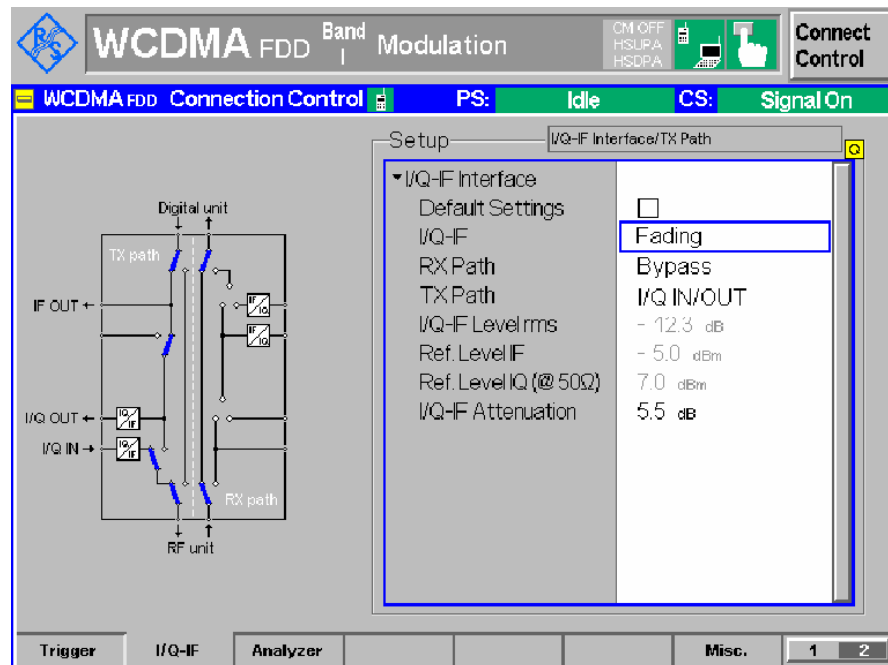 R&S
WCDMA FDD Band I Modulation
CM OFF
HSUPA
HSDPA
Connect
Control
WCDMA FDD Connection Control PS: Idle CS: Signal On
Setup I/Q-IF Interface/TX Path
Q
I/Q-IF Interface
Default Settings
I/Q-IF Fading
RX Path Bypass
TX Path I/Q IN/OUT
I/Q-IF Level rms - 12.3 dB
Ref. Level IF - 5.0 dBm
Ref. Level IQ (@ 50Ω) 7.0 dBm
I/Q-IF Attenuation 5.5 dB
Digital unit
TX path
IF OUT
IF IQ
IF IQ
I/Q OUT
IQ IF
I/Q IN
IQ IF
RX path
RF unit
Trigger I/Q-IF Analyzer Misc. 1 2